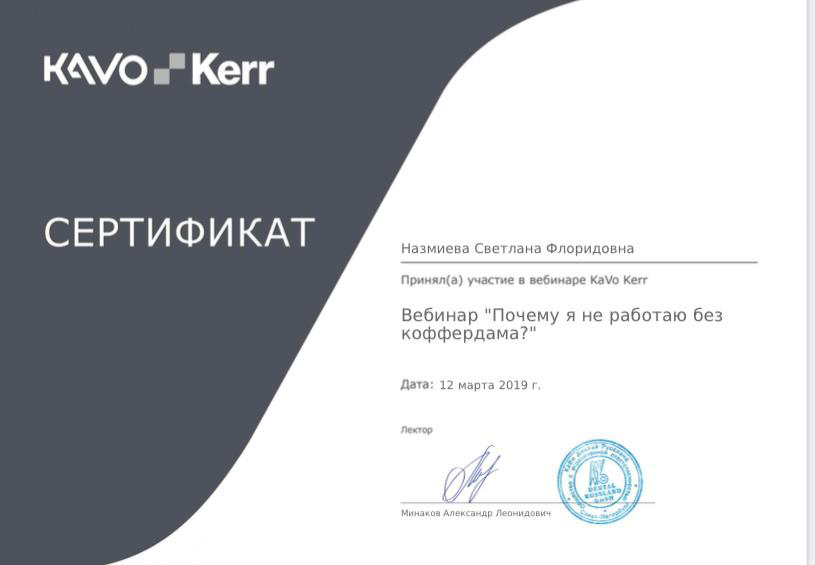 KAVO Kerr
СЕРТИФИКАТ
Назмиева Светлана Флоридовна
Принял(а) участие в вебинаре KaVo Kerr
Вебинар "Почему я не работаю без
коффердама?"
Дата: 12 марта 2019 г.
Лектор
DENTAL
RUSSLAND
GmbH
Минаков Александр Леонидович